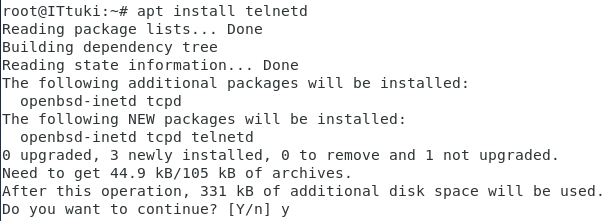 root@ITtuki:~# apt install telnetd
Reading package lists... Done
Building dependency tree
Reading state information... Done
The following additional packages will be installed:
  openbsd-inetd tcpd
The following NEW packages will be installed:
  openbsd-inetd tcpd telnetd
0 upgraded, 3 newly installed, 0 to remove and 1 not upgraded.
Need to get 44.9 kB/105 kB of archives.
After this operation, 331 kB of additional disk space will be used.
Do you want to continue? [Y/n] y